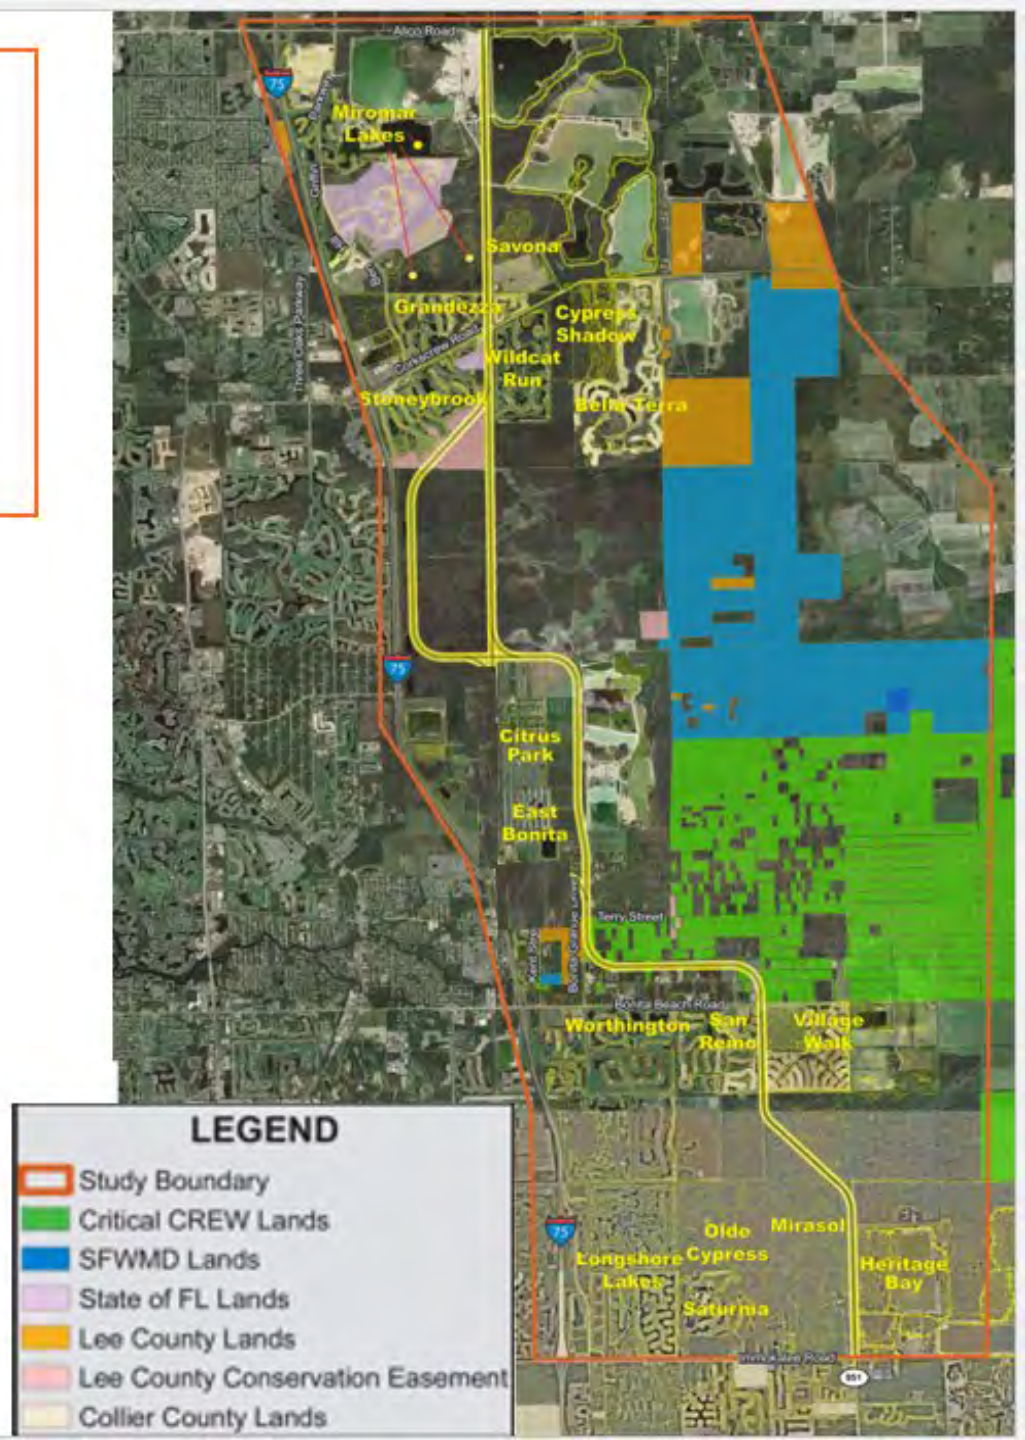 Alico Road
75
Parkway
Miromar
Lakes
Savona
Three Oaks Parkway
Grandezza
Cypress
Shadow
Corkscrew Road
Wildcat
Run
Stoneybrook
Bella Terra
75
Citrus
Park
East
Bonita
Terry Street
Bonita Beach Road
Worthington
San
Remo
Village
Walk
LEGEND
Study Boundary
Critical CREW Lands
SFWMD Lands
State of FL Lands
Lee County Lands
Lee County Conservation Easement
Collier County Lands
75
Olde
Cypress
Mirasol
Longshore
Lakes
Heritage
Bay
Saturnia
Immokalee Road
951